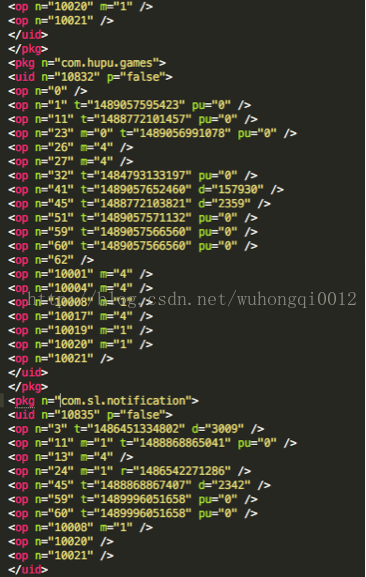 <op n="10020" m="1" />
<op n="10021" />
</uid>
</pkg>
<pkg n="com.hupu.games">
<uid n="10832" p="false">
<op n="0" />
<op n="1" t="1489057595423" pu="0" />
<op n="11" t="1488772101457" pu="0" />
<op n="23" m="0" t="1489056991078" pu="0" />
<op n="26" m="4" />
<op n="27" m="4" />
<op n="32" t="1484793133197" pu="0" />
<op n="41" t="1489057652460" d="157930" />
<op n="45" t="1488772103821" d="2359" />
<op n="51" t="1489057571132" pu="0" />
<op n="59" t="1489057566560" pu="0" />
<op n="60" t="1489057566560" pu="0" />
<op n="62" />
<op n="10001" m="4" />
<op n="10004" m="4" />
<op n="10008" m= />
http://blog.csdn.net/wuhongqi0012
<op n="10017" m="4" />
<op n="10019" m="1" />
<op n="10020" m="1" />
<op n="10021" />
</uid>
</pkg>
<pkg n="com.sl.notification">
<uid n="10835" p="false">
<op n="3" t="1486451334802" d="3009" />
<op n="11" m="1" t="1488868865041" pu="0" />
<op n="13" m="4" />
<op n="24" m="1" r="1486542271286" />
<op n="45" t="1488868867407" d="2342" />
<op n="59" t="1489996051658" pu="0" />
<op n="60" t="1489996051658" pu="0" />
<op n="10008" m="1" />
<op n="10020" />
<op n="10021" />
</uid>